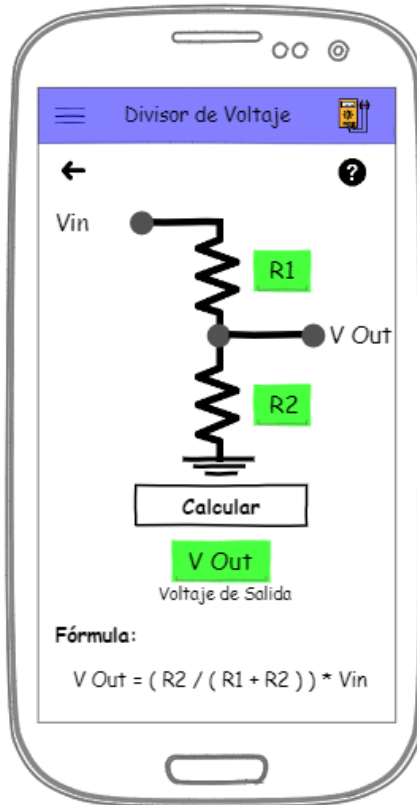 Divisor de Voltaje
?
Vin
R1
V Out
R2
Calcular
V Out
Voltaje de Salida
Fórmula:
V Out = ( R2 / ( R1 + R2 ) ) * Vin